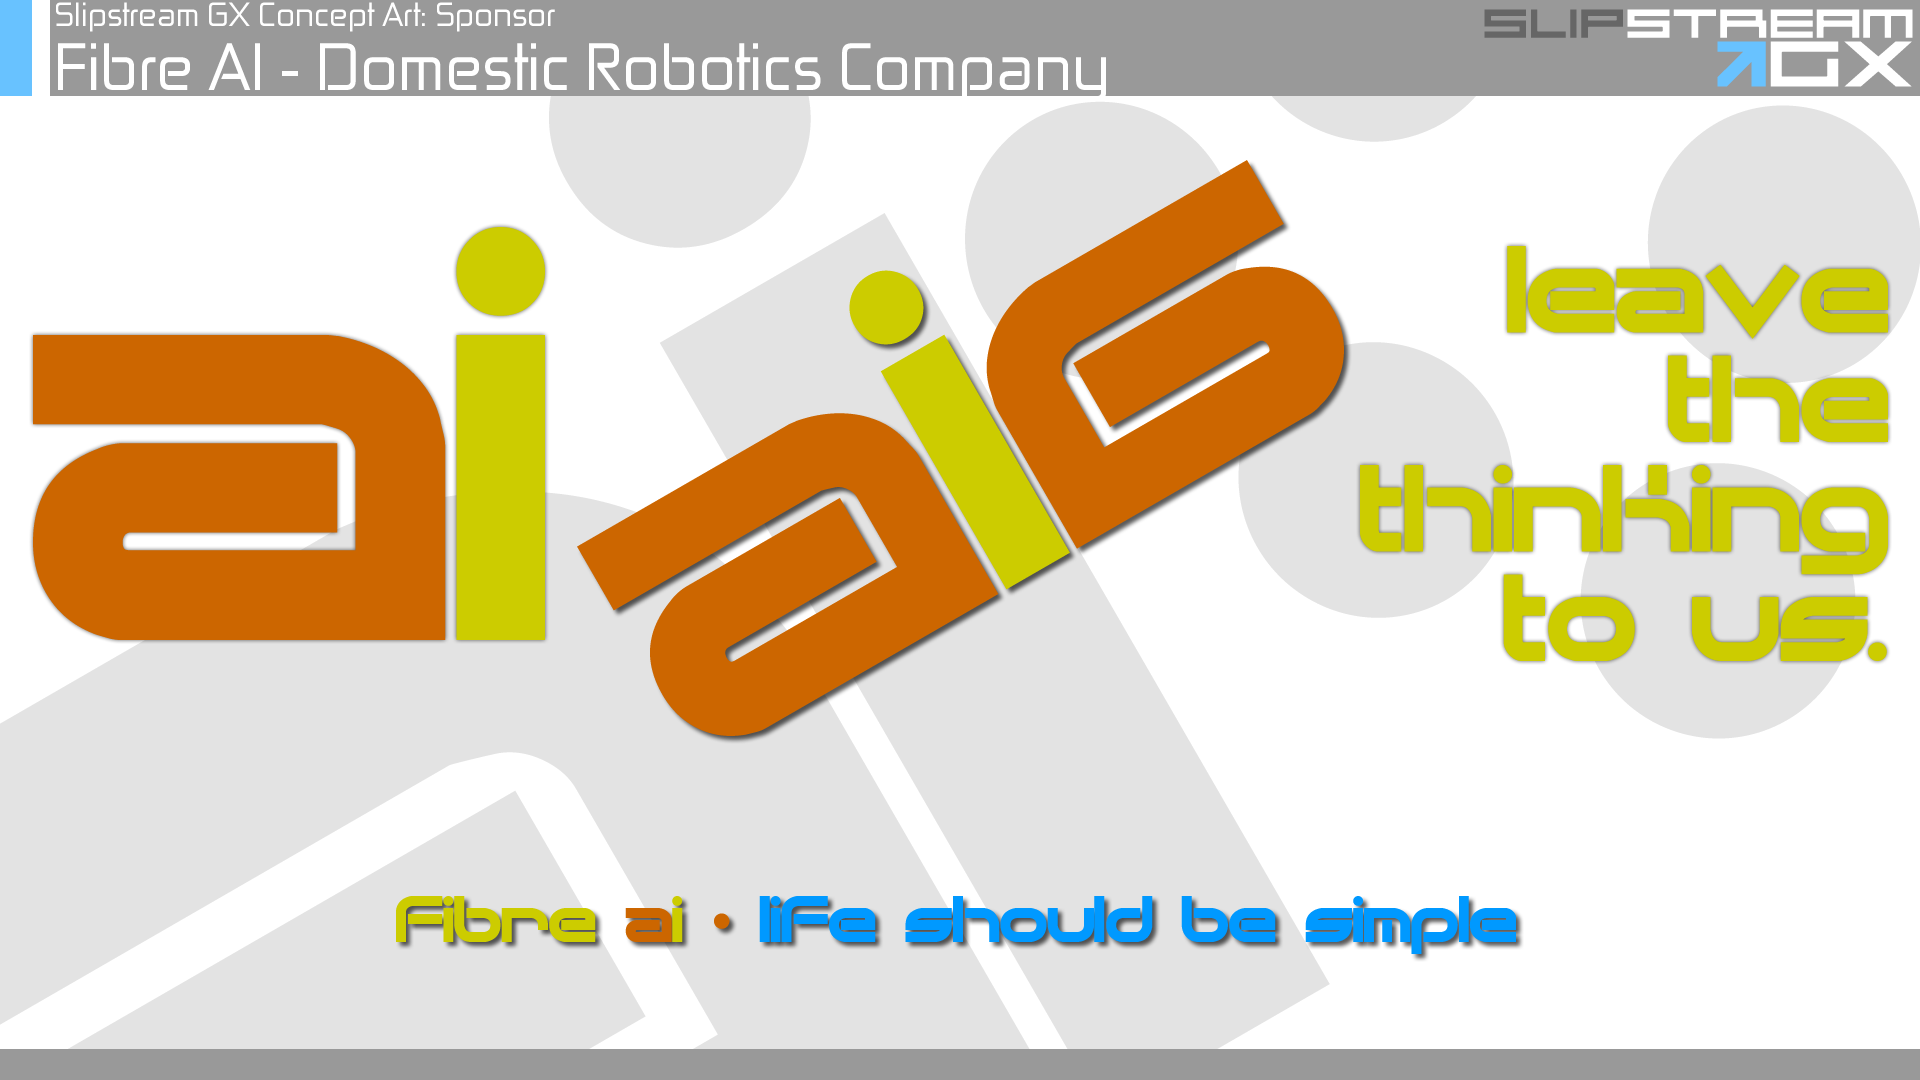 Slipstream GX Concept Art: Sponsor
Fibre AI - Domestic Robotics Company
SLIPSTREAM
GX
ai
leave
the
thinking
to us.
fibre ai • life should be simple